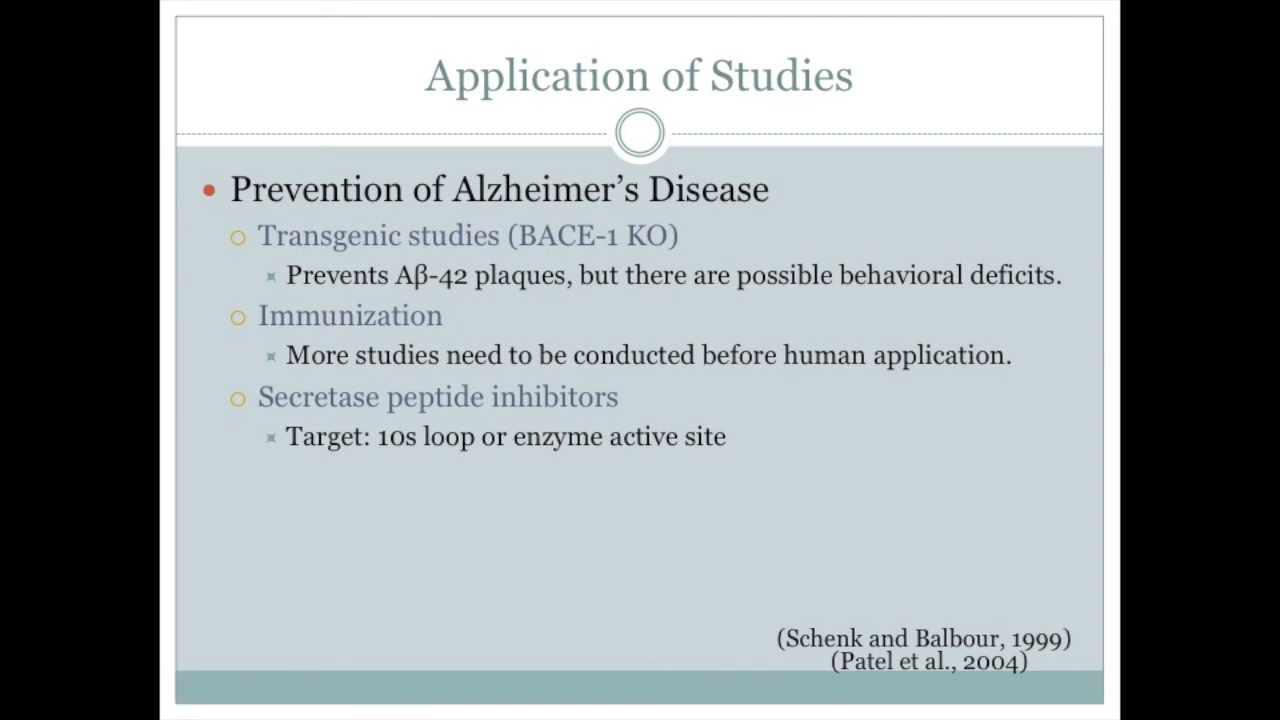 Application of Studies
Prevention of Alzheimer’s Disease
Transgenic studies (BACE-1 KO)
Prevents Aβ-42 plaques, but there are possible behavioral deficits.
Immunization
More studies need to be conducted before human application.
Secretase peptide inhibitors
Target: 10s loop or enzyme active site
(Schenk and Balbour, 1999)
(Patel et al., 2004)